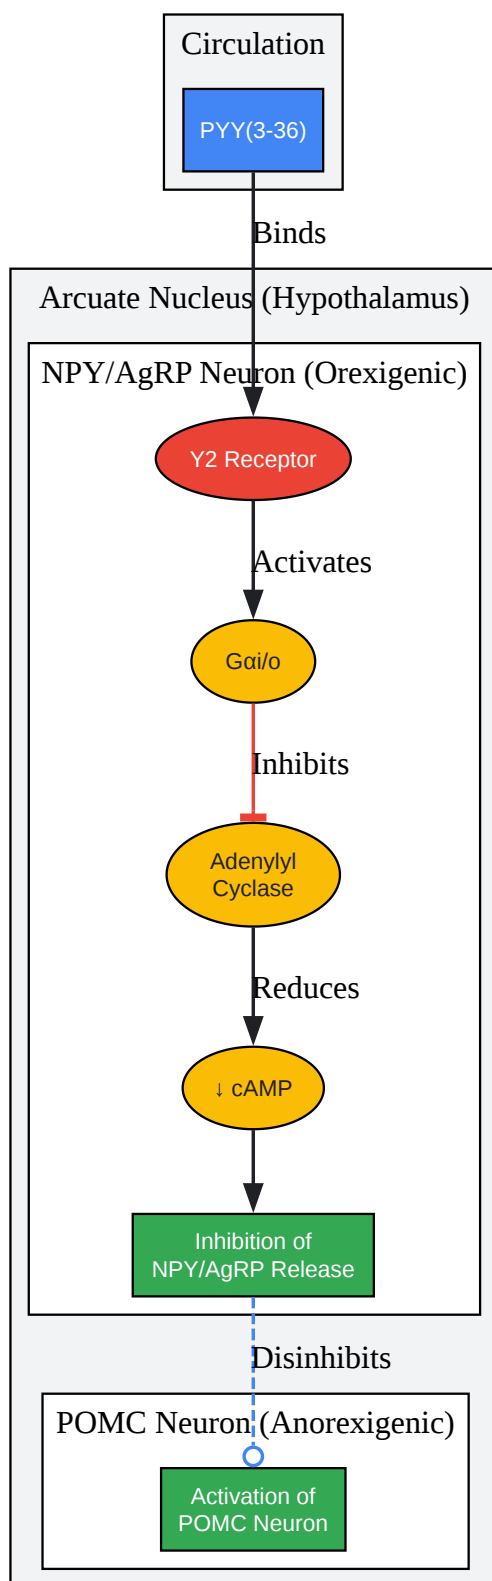 Circulation
PYY(3-36)
Binds
Arcuate Nucleus (Hypothalamus)
NPY/AgRP Neuron (Orexigenic)
Y2 Receptor
Activates
Gαi/o
Inhibits
Adenylyl
Cyclase
Reduces
↓ cAMP
Inhibition of
NPY/AgRP Release
Disinhibits
POMC Neuron (Anorexigenic)
Activation of
POMC Neuron